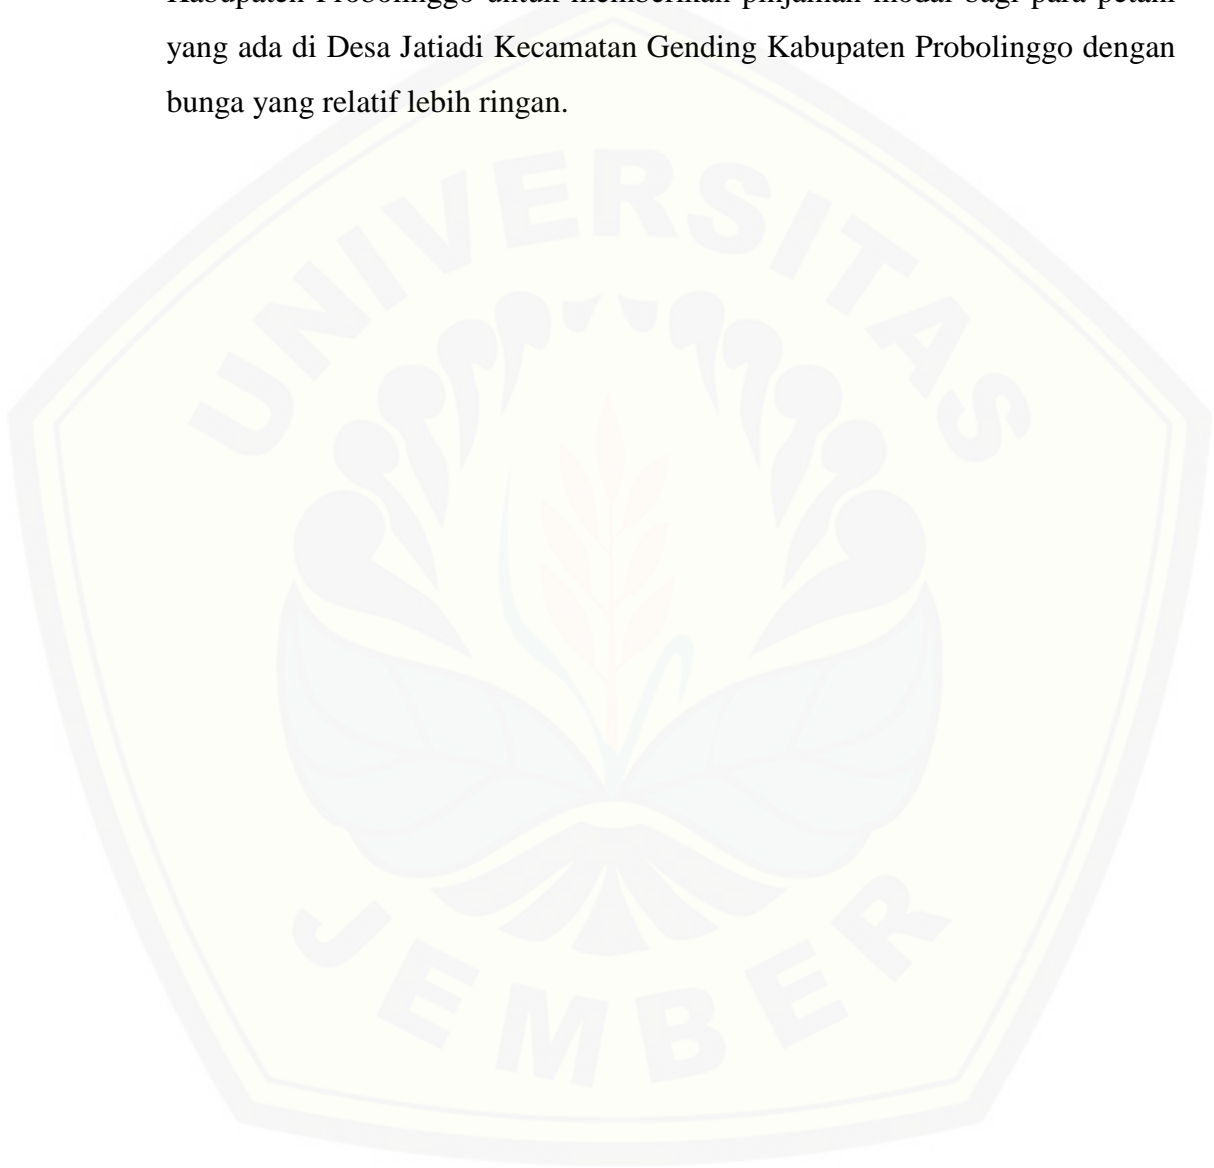 Kabupaten Probolinggo untuk memberikan pinjaman modal bagi para petani
yang ada di Desa Jatiadi Kecamatan Gending Kabupaten Probolinggo dengan
bunga yang relatif lebih ringan.
UNIVERSITAS
JEMBER